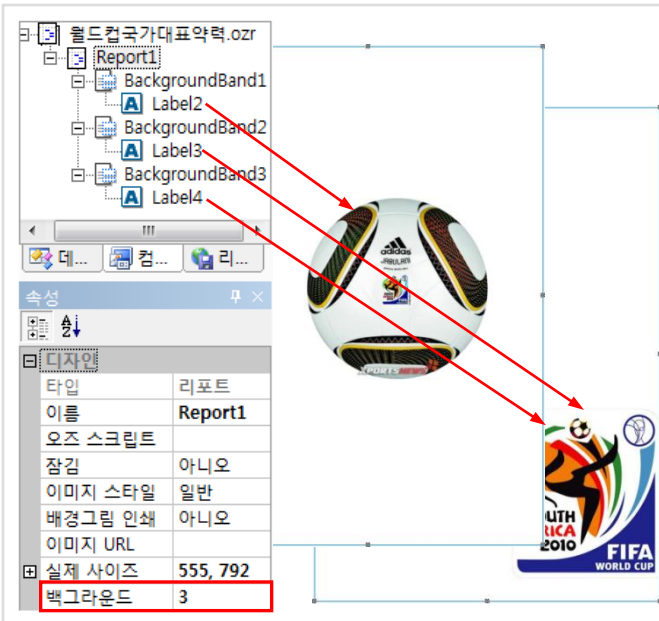 월드컵국가대표약력.ozr
Report1
BackgroundBand1
Label2
BackgroundBand2
Label3
BackgroundBand3
Label4
데...
컴...
리...
속성
디자인
타입 리포트
이름 Report1
오즈 스크립트
잠김 아니오
이미지 스타일 일반
배경그림 인쇄 아니오
이미지 URL
실제 사이즈 555, 792
백그라운드 3
adidas
JABULANI
XPORTSNEWS
UTH
RICA
2010
FIFA
WORLD CUP